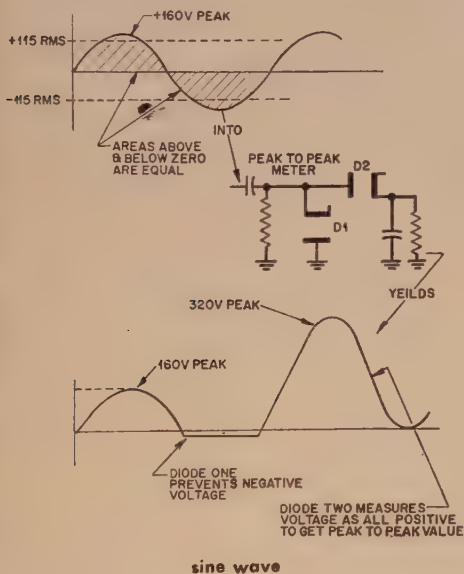 +160V PEAK
+115 RMS
-115 RMS
INTO
AREAS ABOVE
& BELOW ZERO
ARE EQUAL
PEAK TO PEAK
METER
D2
D1
YEILDS
320V PEAK
160V PEAK
DIODE ONE
PREVENTS NEGATIVE
VOLTAGE
DIODE TWO MEASURES
VOLTAGE AS ALL POSITIVE
TO GET PEAK TO PEAK VALUE
sine wave